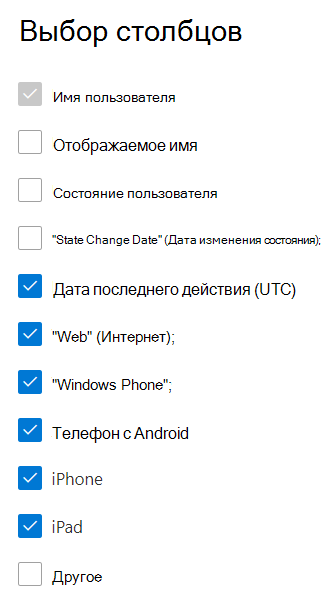 Выбор столбцов
Имя пользователя
Отображаемое имя
Состояние пользователя
"State Change Date" (Дата изменения состояния);
Дата последнего действия (UTC)
"Web" (Интернет);
"Windows Phone";
Телефон с Android
iPhone
iPad
Другое